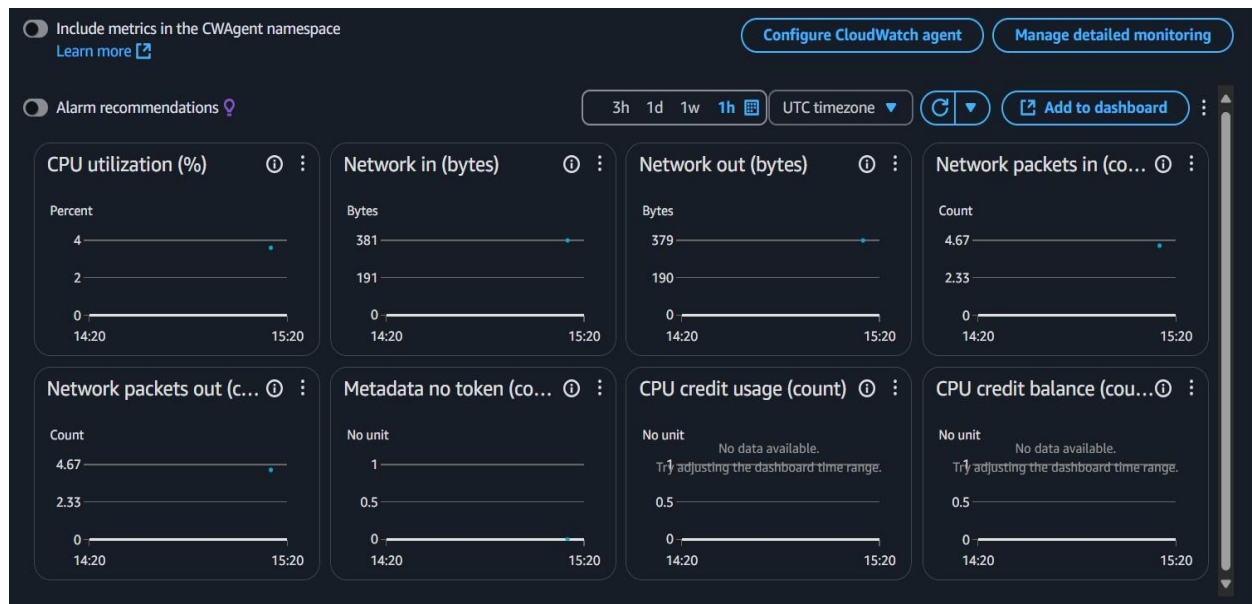 Include metrics in the CWAgent namespace
Learn more
Configure CloudWatch agent
Manage detailed monitoring
Alarm recommendations
3h 1d 1w 1h
UTC timezone
Add to dashboard
CPU utilization (%)
Percent
4
2
0
14:20 15:20
Network in (bytes)
Bytes
381
191
0
14:20 15:20
Network out (bytes)
Bytes
379
190
0
14:20 15:20
Network packets in (co...
Count
4.67
2.33
0
14:20 15:20
Network packets out (c...
Count
4.67
2.33
0
14:20 15:20
Metadata no token (co...
No unit
1
0.5
0
14:20 15:20
CPU credit usage (count)
No unit
No data available.
Try adjusting the dashboard time range.
1
0.5
0
14:20 15:20
CPU credit balance (cou...
No unit
No data available.
Try adjusting the dashboard time range.
1
0.5
0
14:20 15:20